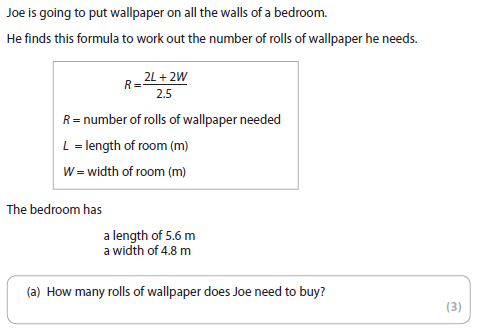 Joe is going to put wallpaper on all the walls of a bedroom.
He finds this formula to work out the number of rolls of wallpaper he needs.
R = 2L + 2W
2.5
R = number of rolls of wallpaper needed
L = length of room (m)
W = width of room (m)
The bedroom has
a length of 5.6 m
a width of 4.8 m
(a) How many rolls of wallpaper does Joe need to buy?
(3)